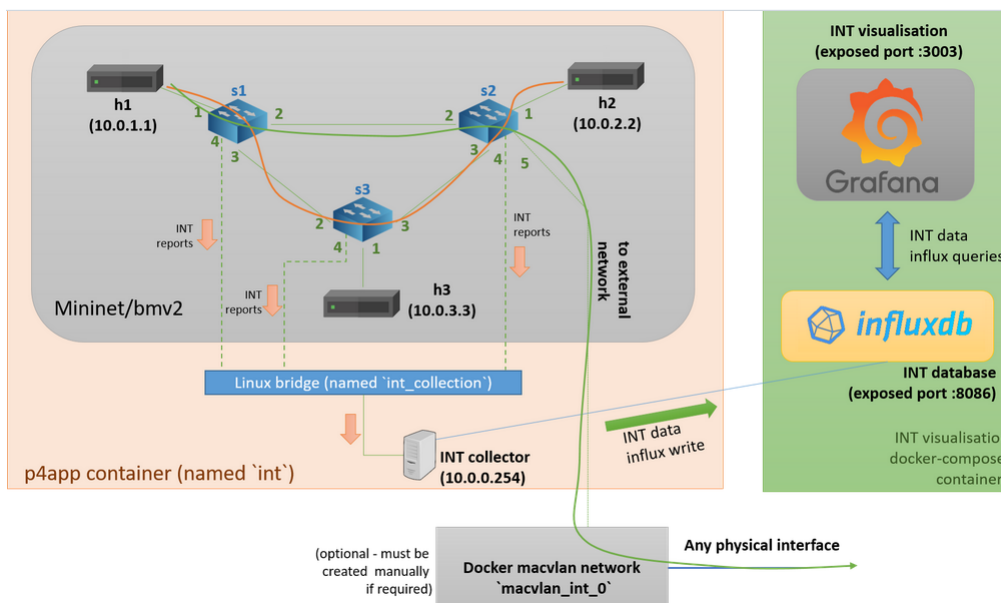 INT visualisation
(exposed port :3003)
h1
(10.0.1.1)
s1
s2
h2
(10.0.2.2)
1
2
4
3
2
1
3
4
5
Grafana
s3
2
3
4
1
INT
reports
INT
reports
INT
reports
to external
network
INT data
influx queries
h3
(10.0.3.3)
Mininet/bmv2
influxdb
Linux bridge (named `int_collection`)
INT database
(exposed port :8086)
INT data
influx write
INT collector
(10.0.0.254)
p4app container (named `int`)
INT visualisation
docker-compose
container
(optional - must be
created manually
if required)
Docker macvlan network
`macvlan_int_0`
Any physical interface